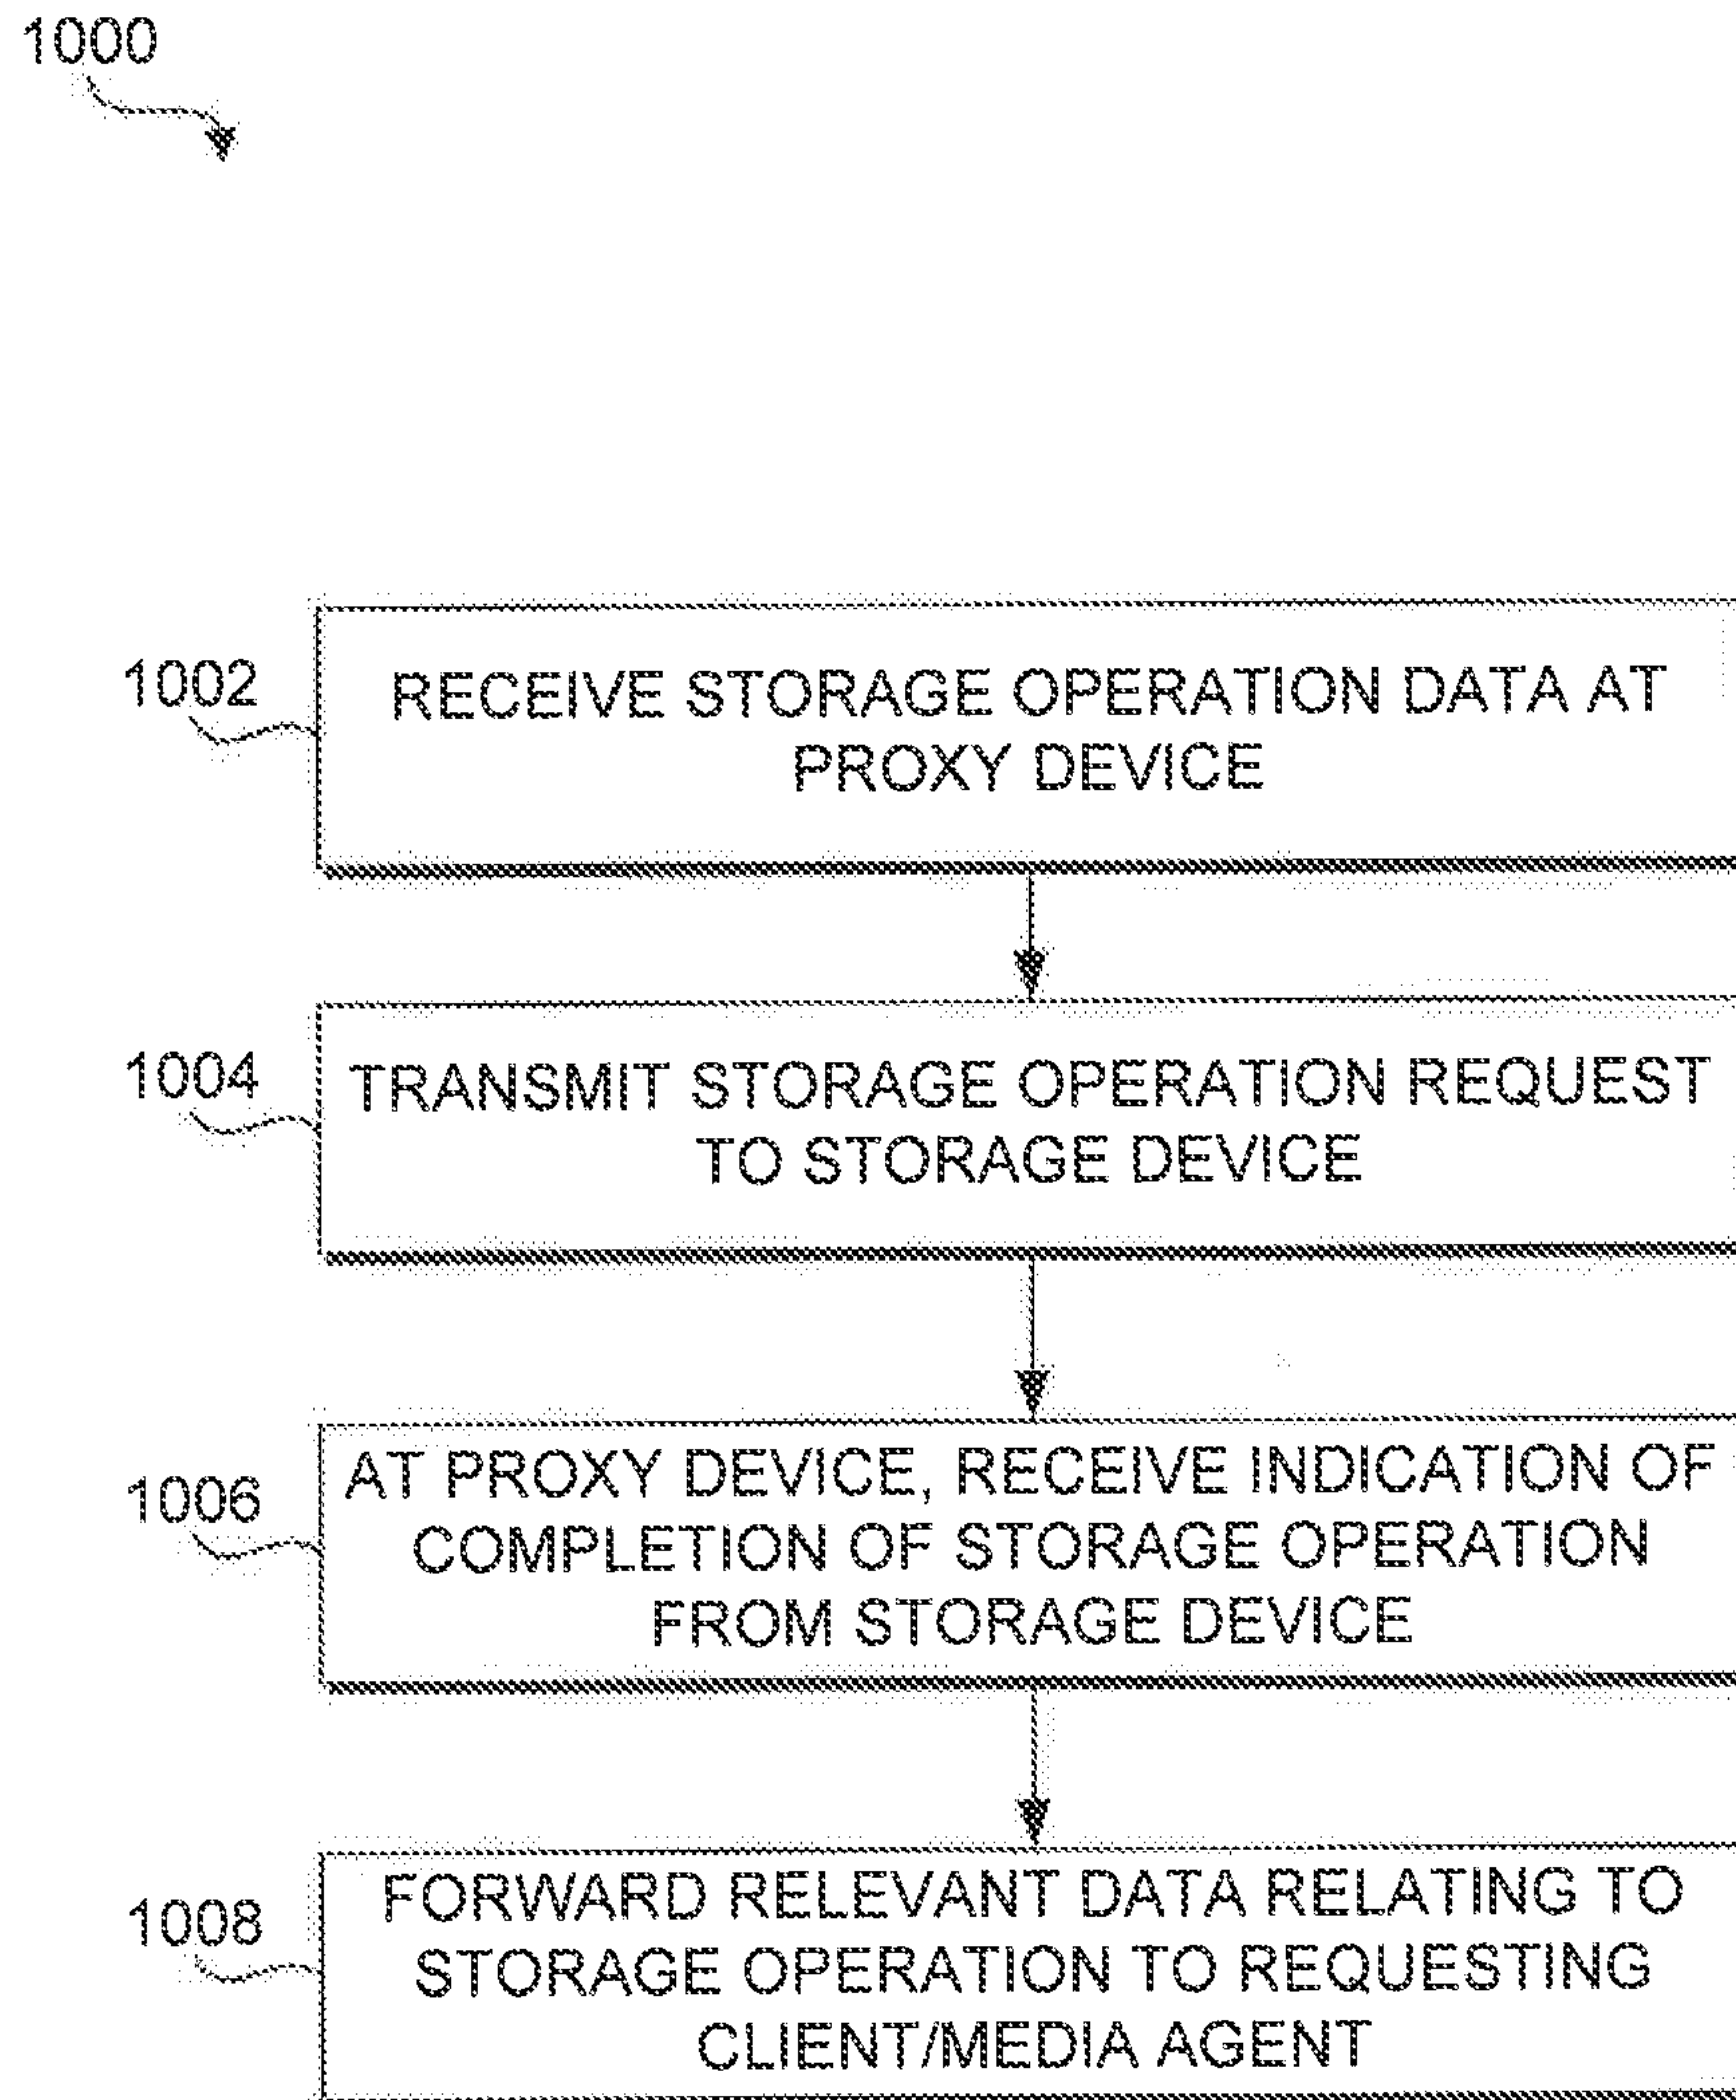 1000
1002
RECEIVE STORAGE OPERATION DATA AT
PROXY DEVICE
1004
TRANSMIT STORAGE OPERATION REQUEST
TO STORAGE DEVICE
1006
AT PROXY DEVICE, RECEIVE INDICATION OF
COMPLETION OF STORAGE OPERATION
FROM STORAGE DEVICE
1008
FORWARD RELEVANT DATA RELATING TO
STORAGE OPERATION TO REQUESTING
CLIENT/MEDIA AGENT